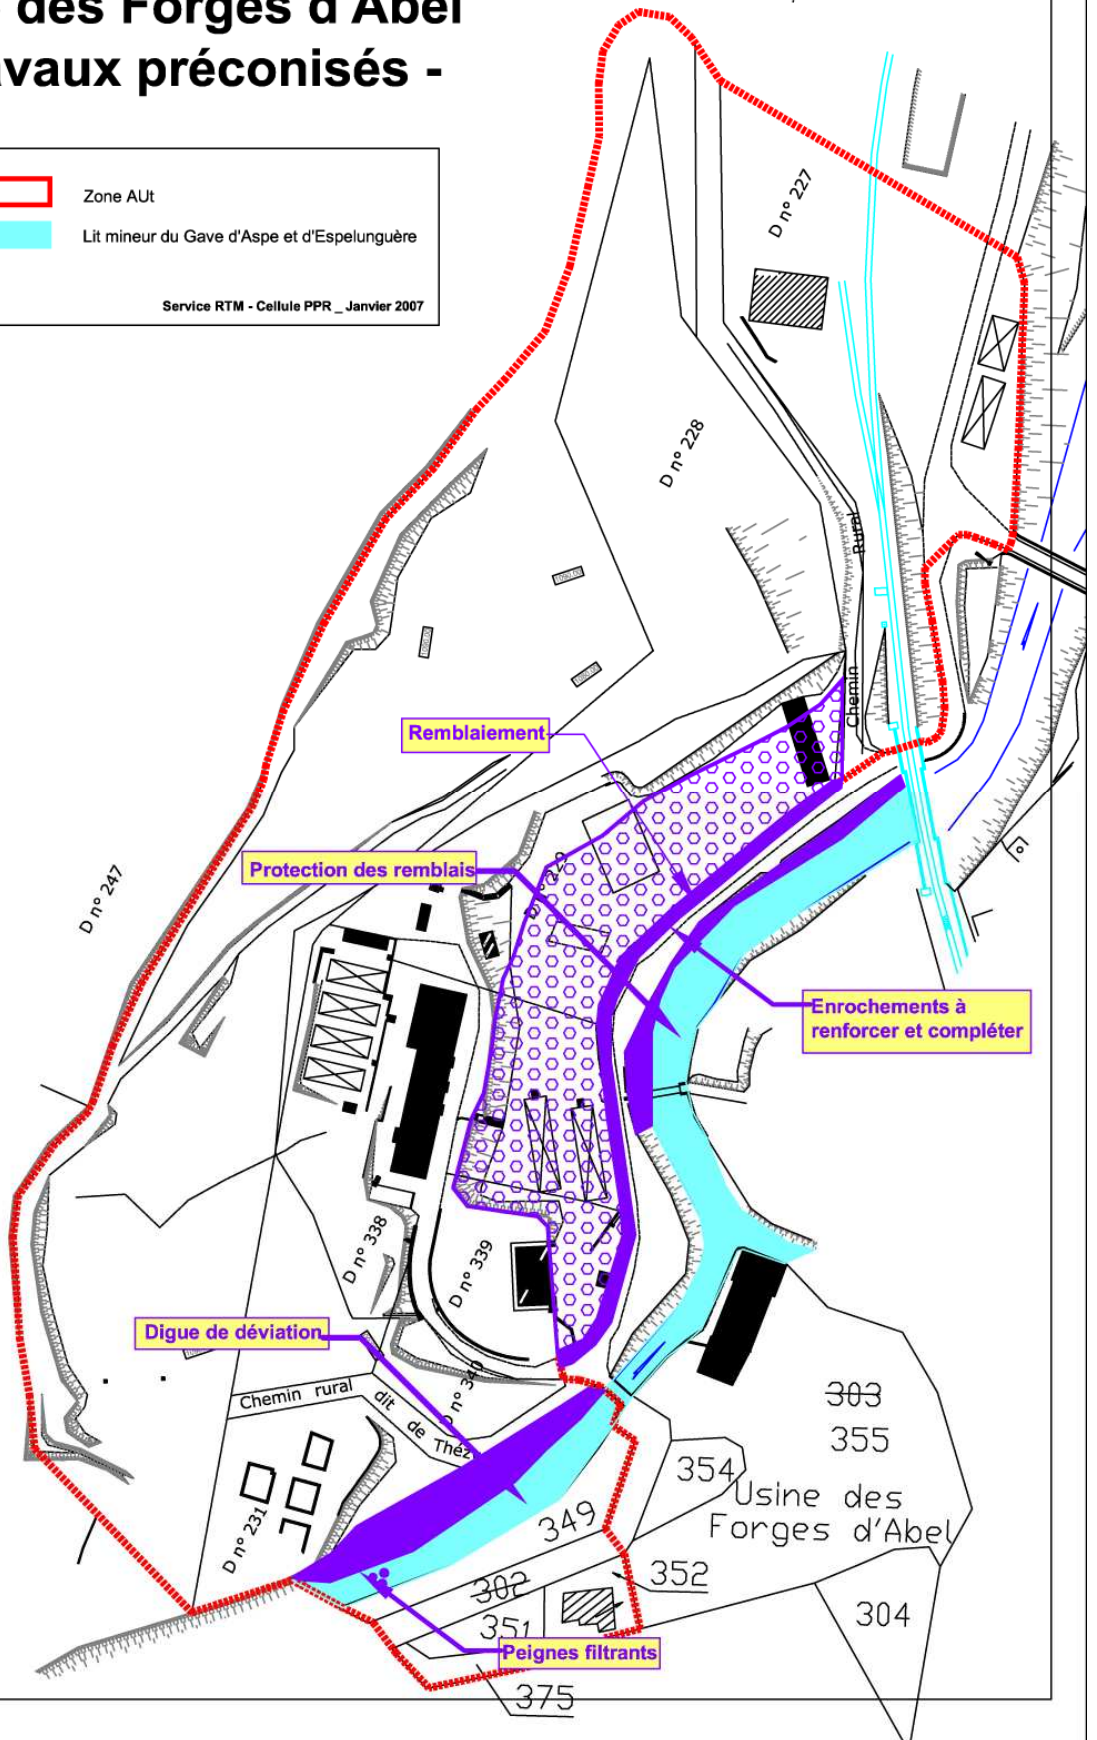 des Forges d'Abel
vaux préconisés -
Zone AUt
Lit mineur du Gave d'Aspe et d'Espelunguère
Service RTM - Cellule PPR _ Janvier 2007
D n° 227
D n° 228
Rural
Chemin
Remblaiement
Protection des remblais
D n° 247
Enrochements à
renforcer et compléter
D n° 338
D n° 339
Digue de déviation
D n° 340
Chemin rural
dit de Théz
D n° 231
303
355
354
Usine des
Forges d'Abel
349
352
302
351
304
Peignes filtrants
375